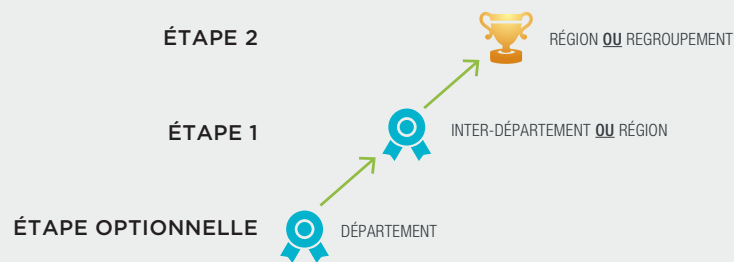 ÉTAPE 2 RÉGION OU REGROUPEMENT
ÉTAPE 1 INTER-DÉPARTEMENT OU RÉGION
ÉTAPE OPTIONNELLE DÉPARTEMENT